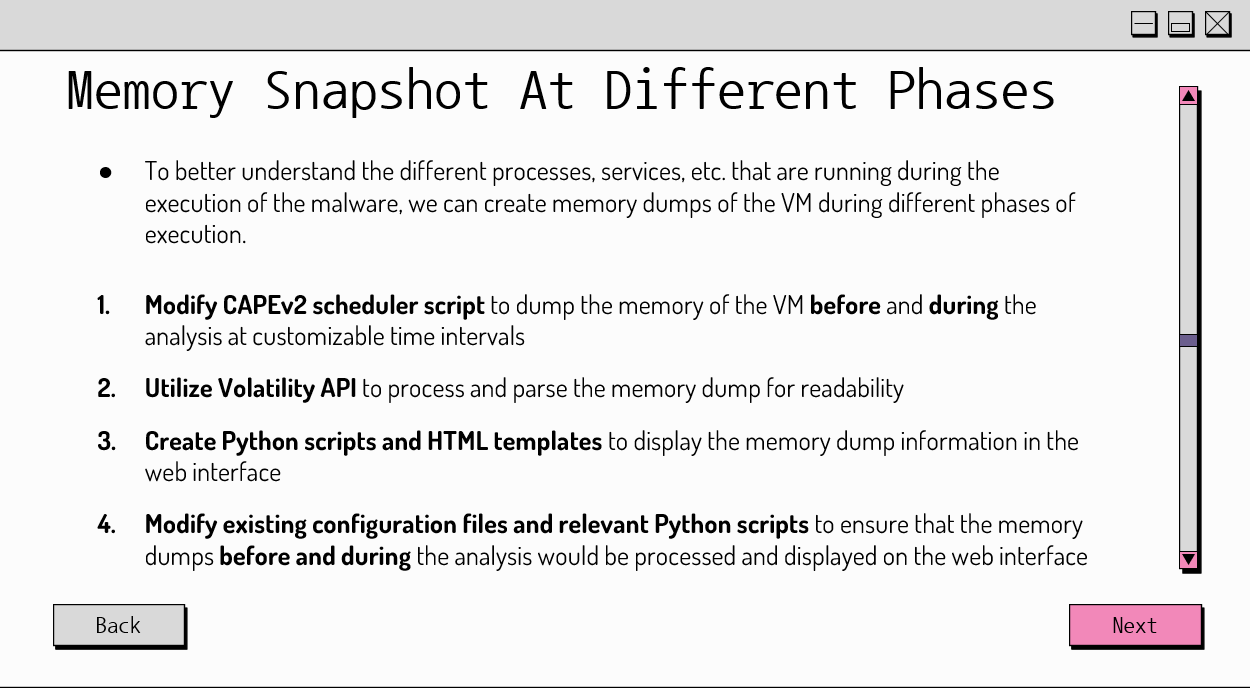 Memory Snapshot At Different Phases
● To better understand the different processes, services, etc. that are running during the
execution of the malware, we can create memory dumps of the VM during different phases of
execution.
1. Modify CAPEv2 scheduler script to dump the memory of the VM before and during the
analysis at customizable time intervals
2. Utilize Volatility API to process and parse the memory dump for readability
3. Create Python scripts and HTML templates to display the memory dump information in the
web interface
4. Modify existing configuration files and relevant Python scripts to ensure that the memory
dumps before and during the analysis would be processed and displayed on the web interface
Back
Next